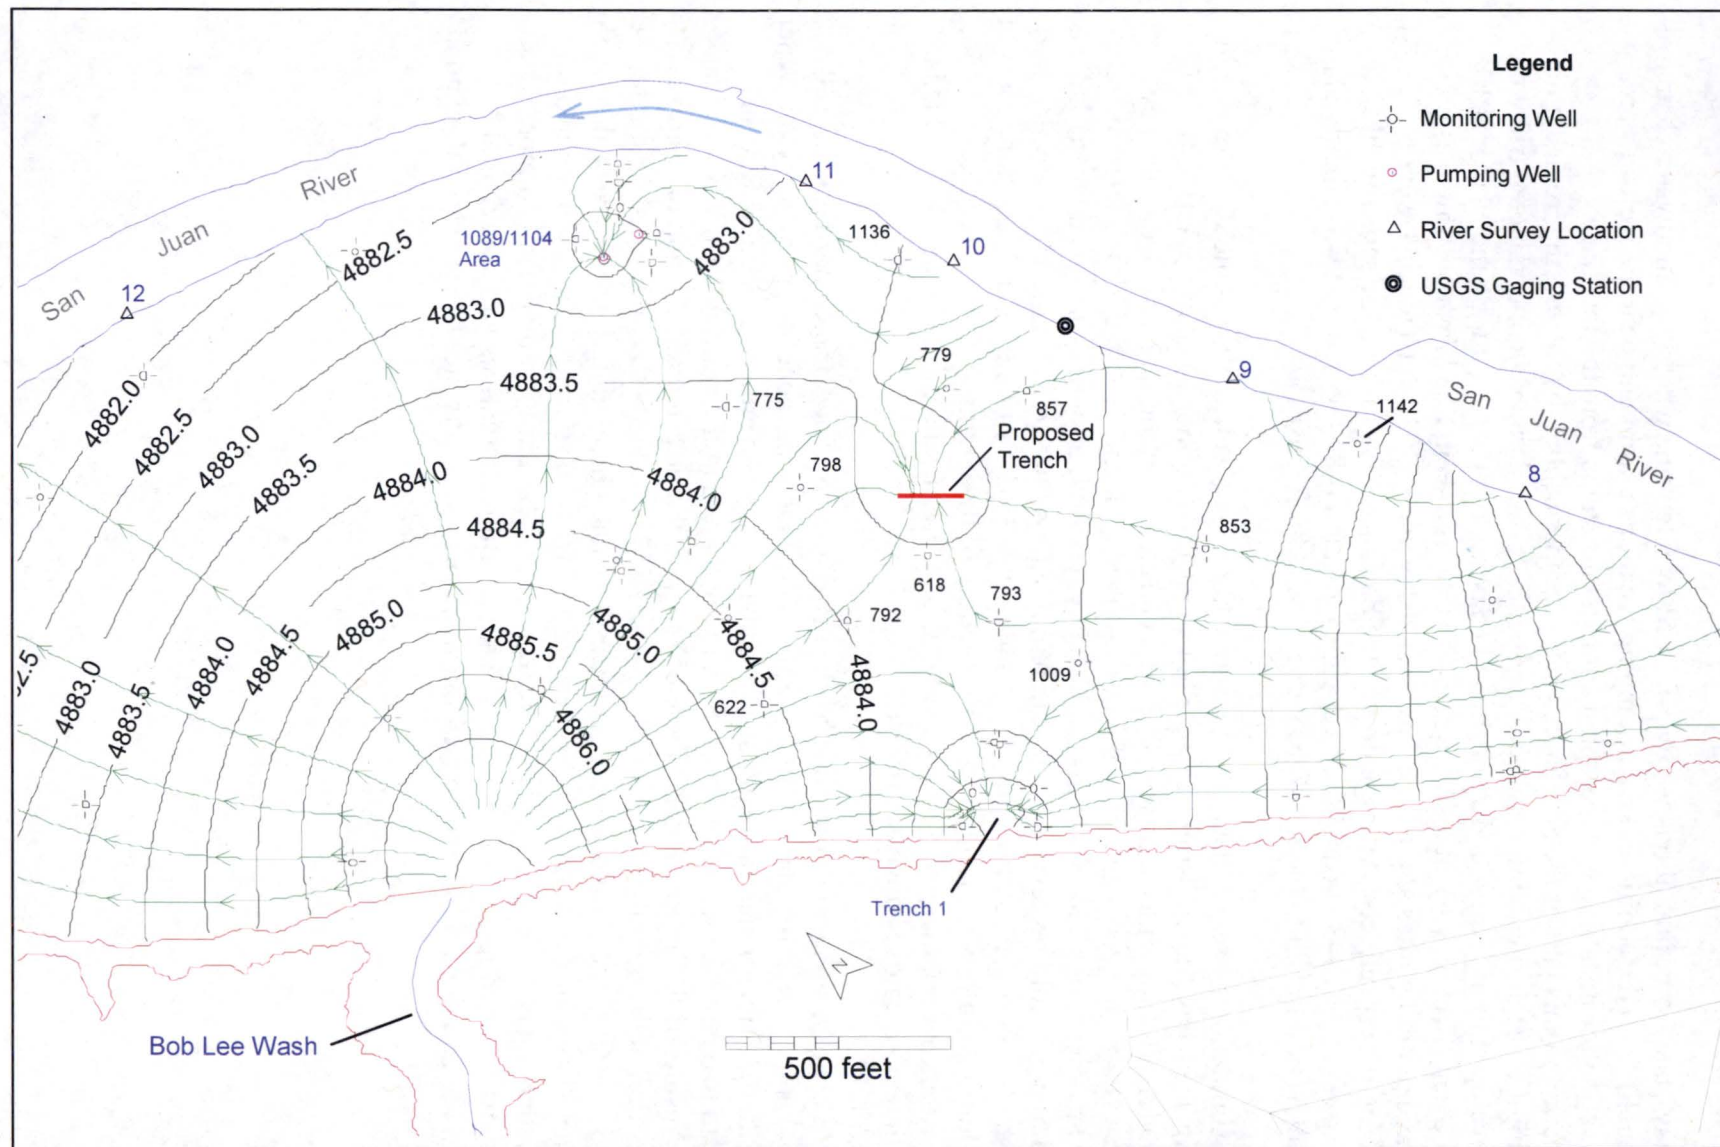 Legend
Monitoring Well
Pumping Well
River Survey Location
USGS Gaging Station
San Juan River
12
11
10
9
8
1089/1104
Area
1136
779
857
775
798
Proposed
Trench
1142
853
618
793
792
1009
622
San Juan River
4882.5
4883.0
4883.0
4883.5
4882.0
4882.5
4883.0
4883.5
4884.0
4884.0
4884.5
4885.0
4885.5
4885.0
4884.5
4884.0
4886.0
4884.5
4884.0
4883.5
4883.0
2.5
Trench 1
N
Bob Lee Wash
500 feet